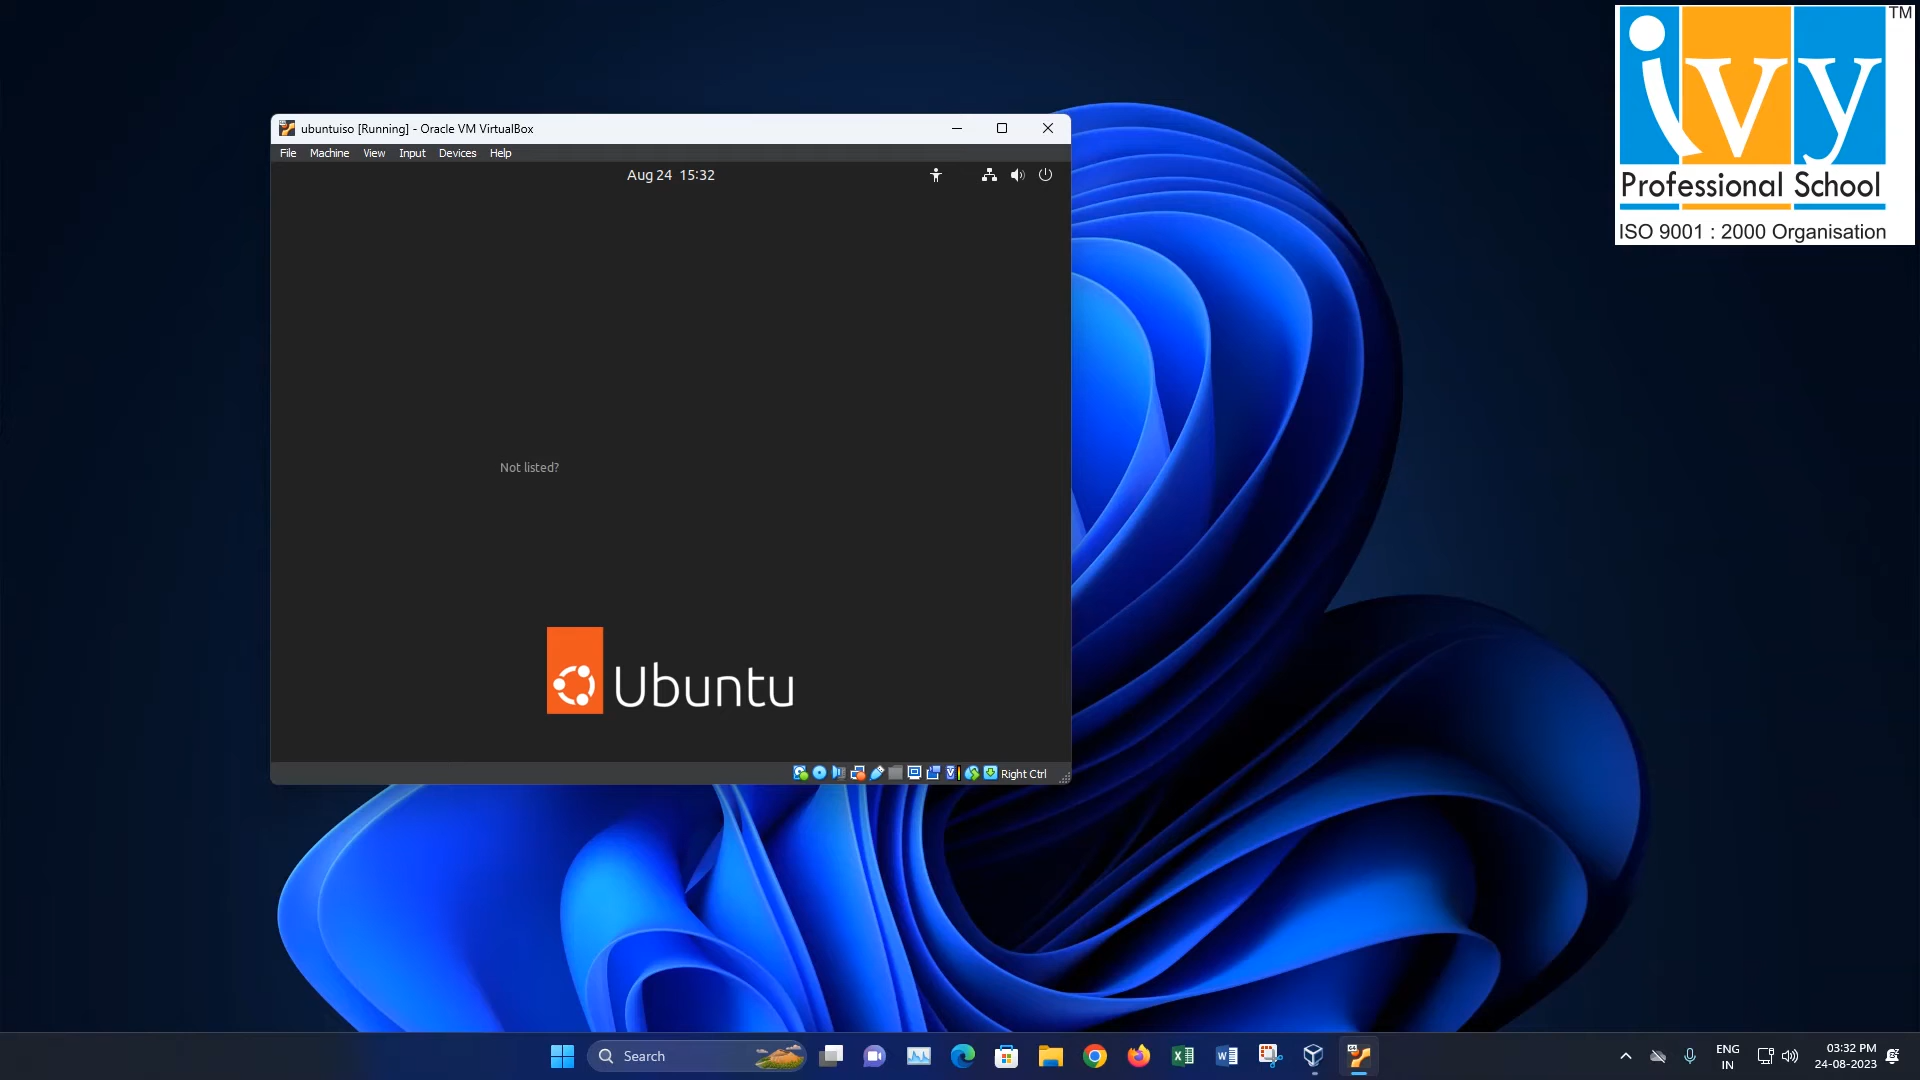 ubuntuiso [Running] - Oracle VM VirtualBox
File Machine View Input Devices Help
Aug 24 15:32
Not listed?
Ubuntu
Right Ctrl
TM
ivy
Professional School
ISO 9001 : 2000 Organisation
Search
ENG
IN
03:32 PM
24-08-2023